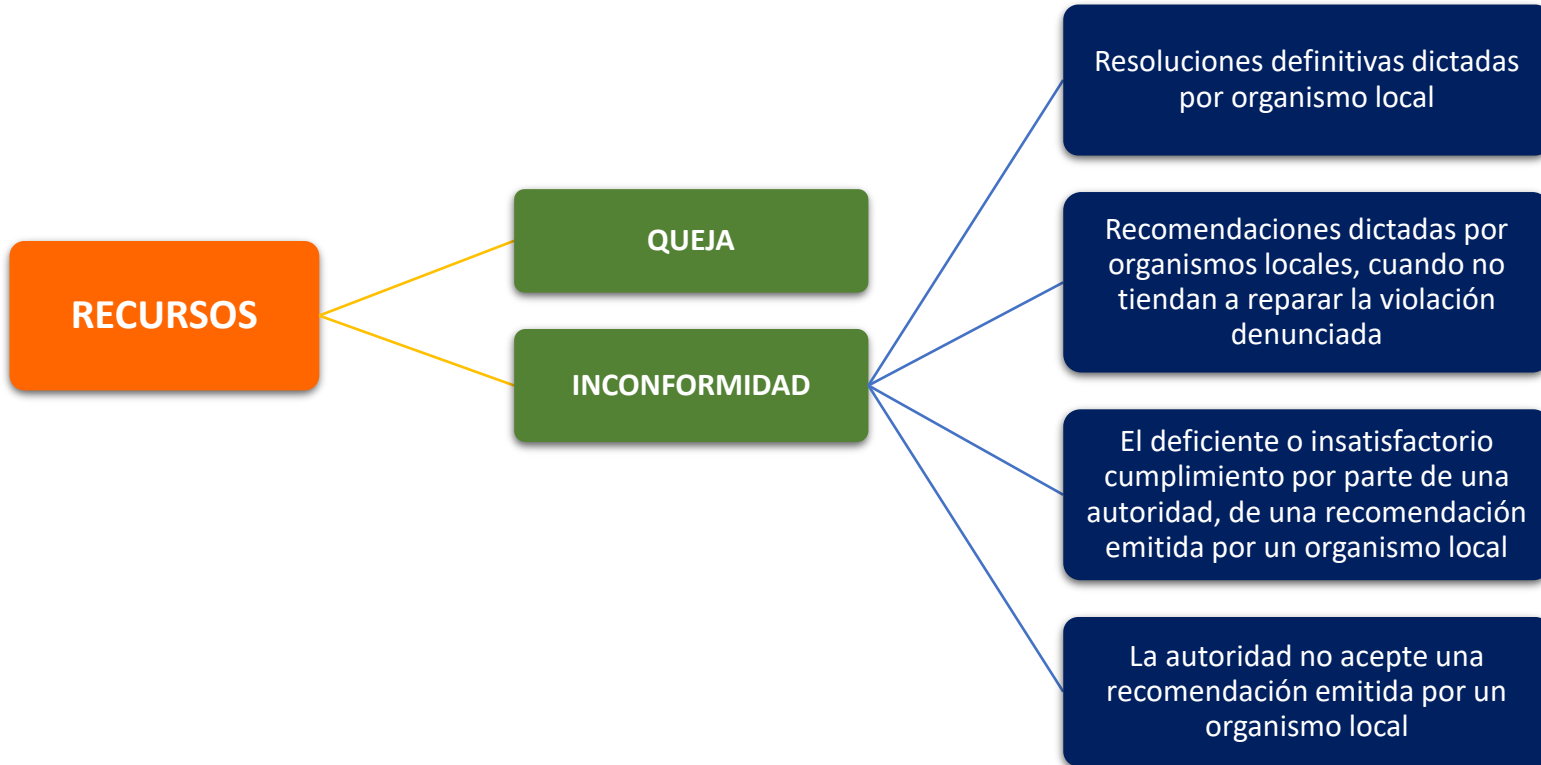 RECURSOS
QUEJA
INCONFORMIDAD
Resoluciones definitivas dictadas
por organismo local
Recomendaciones dictadas por
organismos locales, cuando no
tiendan a reparar la violación
denunciada
El deficiente o insatisfactorio
cumplimiento por parte de una
autoridad, de una recomendación
emitida por un organismo local
La autoridad no acepte una
recomendación emitida por un
organismo local